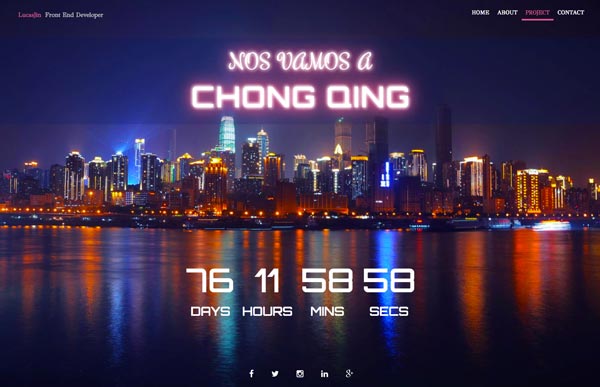 LucasJin Front End Developer
HOME ABOUT PROJECT CONTACT
NOS VAMOS A
CHONG QING
76 11 58 58
DAYS HOURS MINS SECS